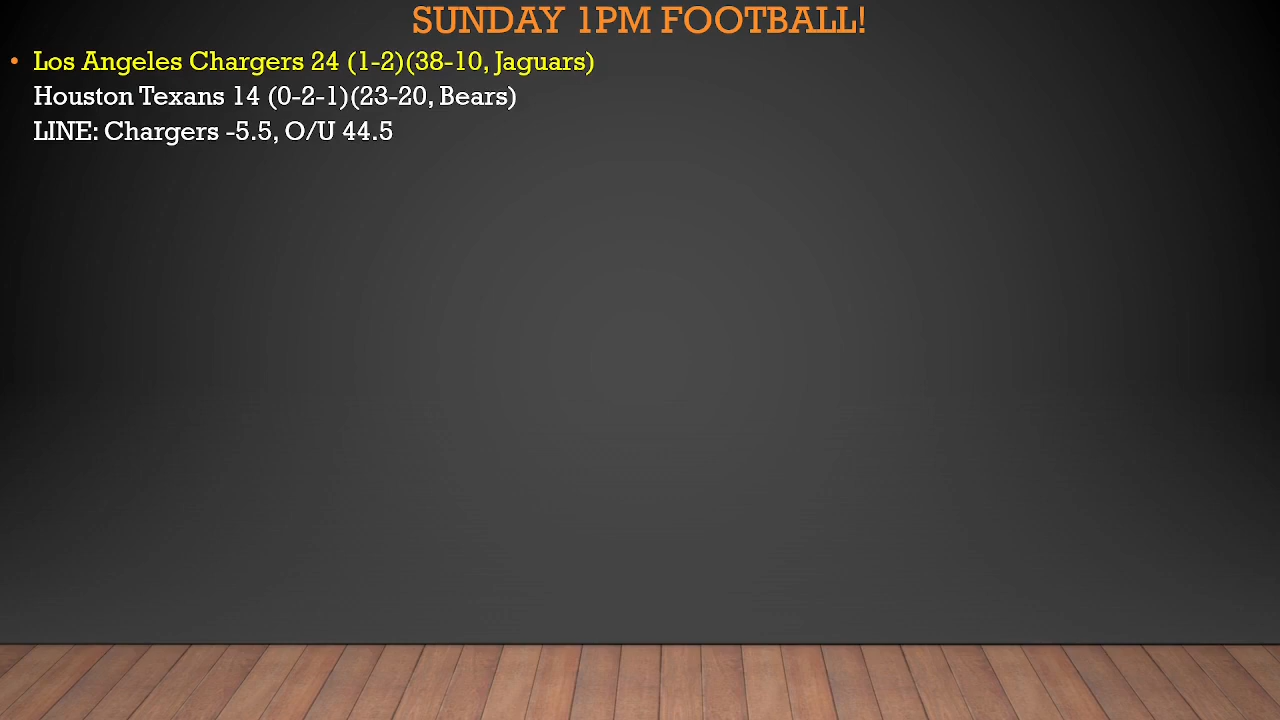 SUNDAY 1PM FOOTBALL!
• Los Angeles Chargers 24 (1-2)(38-10, Jaguars)
Houston Texans 14 (0-2-1)(23-20, Bears)
LINE: Chargers -5.5, O/U 44.5